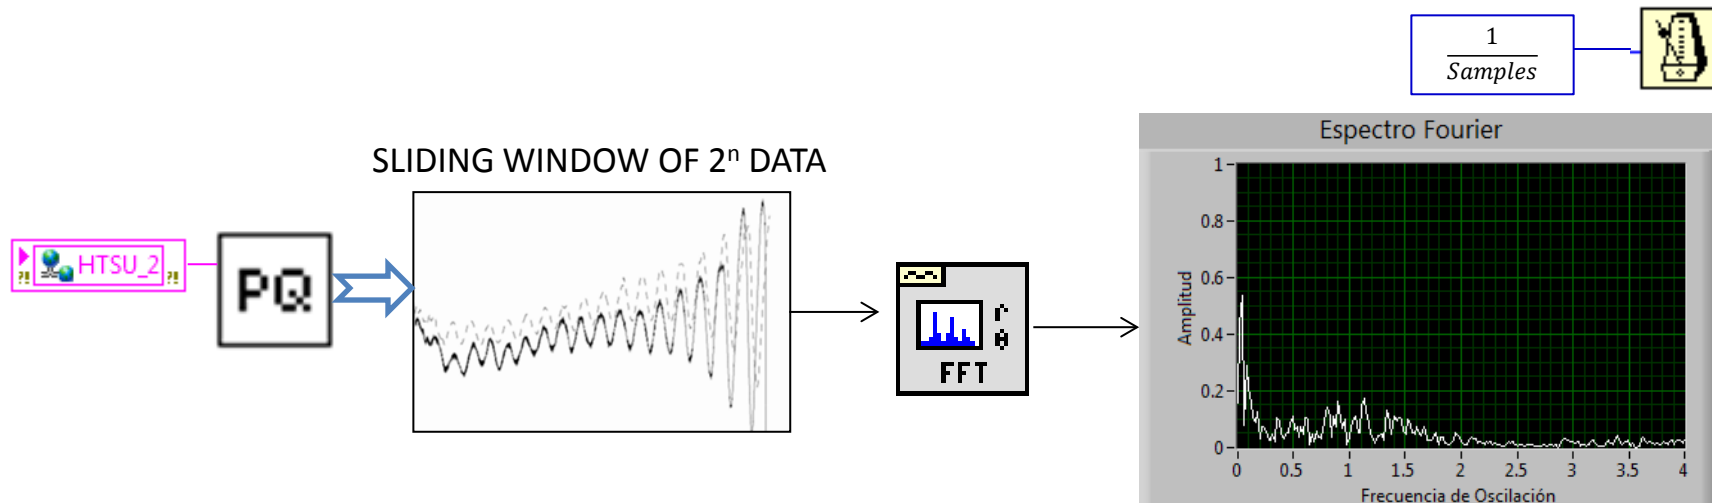 1
Samples
SLIDING WINDOW OF 2ⁿ DATA
?! HTSU_2 ?!
PQ
FFT
Espectro Fourier
Amplitud
1
0.8
0.6
0.4
0.2
0
0 0.5 1 1.5 2 2.5 3 3.5 4
Frecuencia de Oscilación